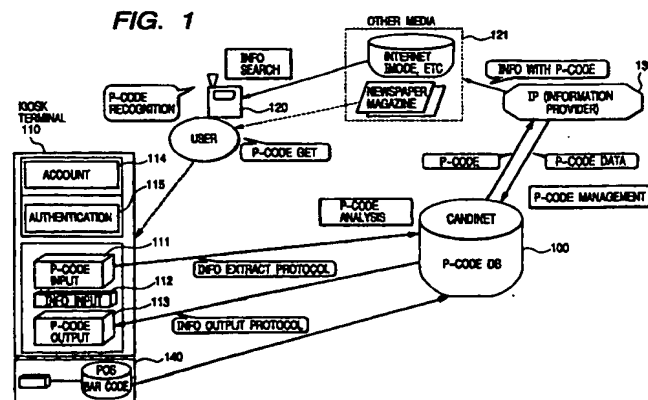 FIG. 1
OTHER MEDIA
121
INTERNET
IMODE, ETC
NEWSPAPER
MAGAZINE
INFO
SEARCH
P-CODE
RECOGNITION
120
USER
P-CODE GET
INFO WITH P-CODE
IP (INFORMATION
PROVIDER)
P-CODE
P-CODE DATA
P-CODE MANAGEMENT
KIOSK
TERMINAL
110
114
ACCOUNT
115
AUTHENTICATION
111
P-CODE
INPUT
112
INFO INPUT
113
P-CODE
OUTPUT
P-CODE
ANALYSIS
INFO EXTRACT PROTOCOL
INFO OUTPUT PROTOCOL
CANDIKET
P-CODE DB
100
140
POS
BAR CODE